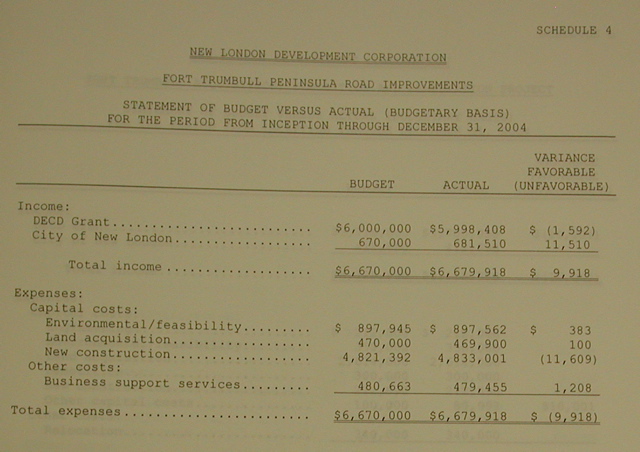 SCHEDULE 4
NEW LONDON DEVELOPMENT CORPORATION
FORT TRUMBULL PENINSULA ROAD IMPROVEMENTS
STATEMENT OF BUDGET VERSUS ACTUAL (BUDGETARY BASIS)
FOR THE PERIOD FROM INCEPTION THROUGH DECEMBER 31, 2004
VARIANCE
FAVORABLE
BUDGET ACTUAL (UNFAVORABLE)
Income:
DECD Grant.......................... $6,000,000 $5,998,408 $ (1,592)
City of New London................. 670,000 681,510 11,510
Total income .................. $6,670,000 $6,679,918 $ 9,918
Expenses:
Capital costs:
Environmental/feasibility......... $ 897,945 $ 897,562 $ 383
Land acquisition.................. 470,000 469,900 100
New construction.................. 4,821,392 4,833,001 (11,609)
Other costs:
Business support services......... 480,663 479,455 1,208
Total expenses ........................ $6,670,000 $6,679,918 $ (9,918)